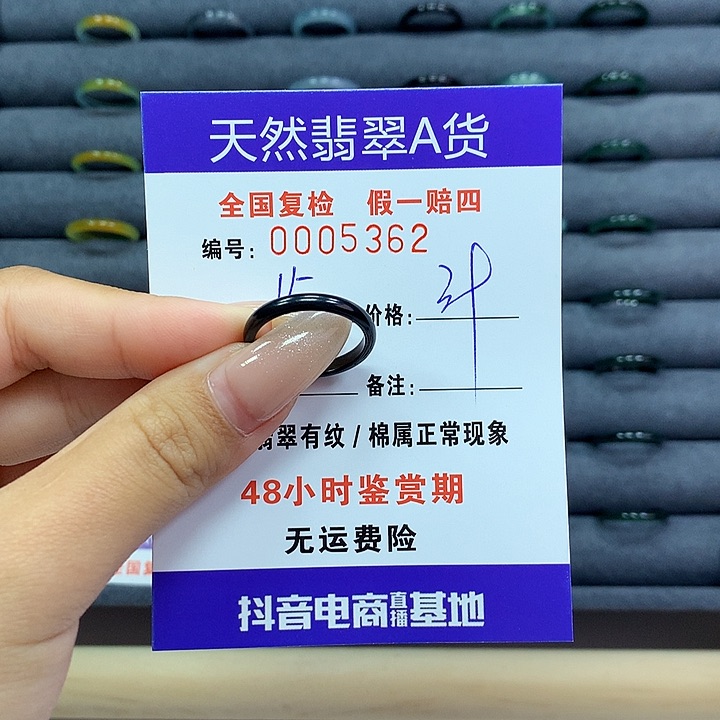 天然翡翠A货
全国复检 假一赔四
编号: 0005362
价格:
备注:
翡翠有纹 / 棉属正常现象
48小时鉴赏期
无运费险
抖音电商直播基地